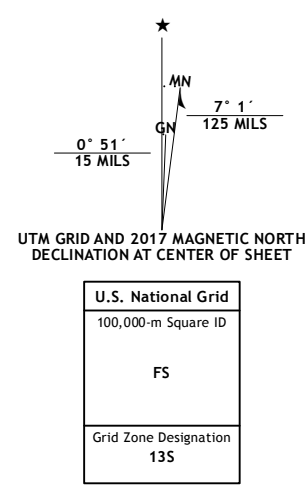 MN
7° 1´
125 MILS
GN
0° 51´
15 MILS
UTM GRID AND 2017 MAGNETIC NORTH
DECLINATION AT CENTER OF SHEET
U.S. National Grid
100,000-m Square ID
FS
Grid Zone Designation
13S